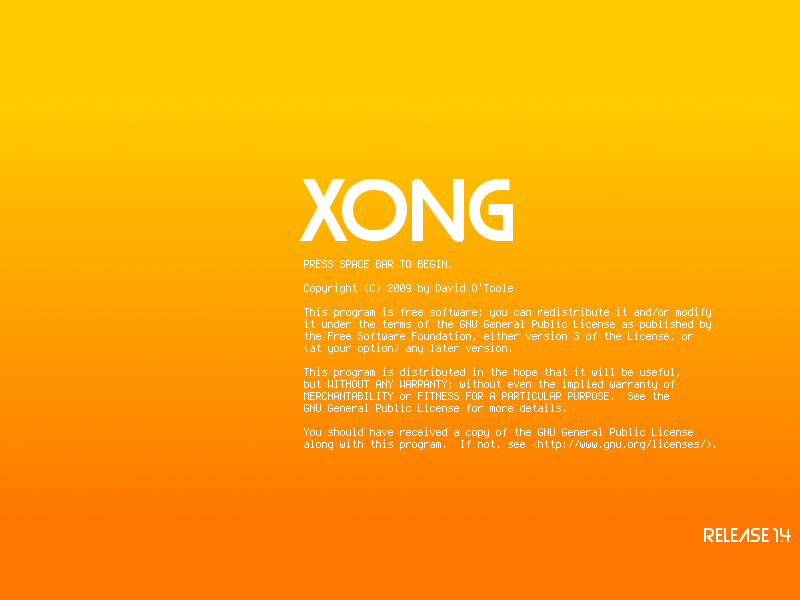 XONG
PRESS SPACE BAR TO BEGIN.
Copyright (C) 2009 by David O'Toole
This program is free software: you can redistribute it and/or modify
it under the terms of the GNU General Public License as published by
the Free Software Foundation, either version 3 of the License, or
(at your option) any later version.
This program is distributed in the hope that it will be useful,
but WITHOUT ANY WARRANTY; without even the implied warranty of
MERCHANTABILITY or FITNESS FOR A PARTICULAR PURPOSE.  See the
GNU General Public License for more details.
You should have received a copy of the GNU General Public License
along with this program.  If not, see <http://www.gnu.org/licenses/>.
RELEASE 1.4